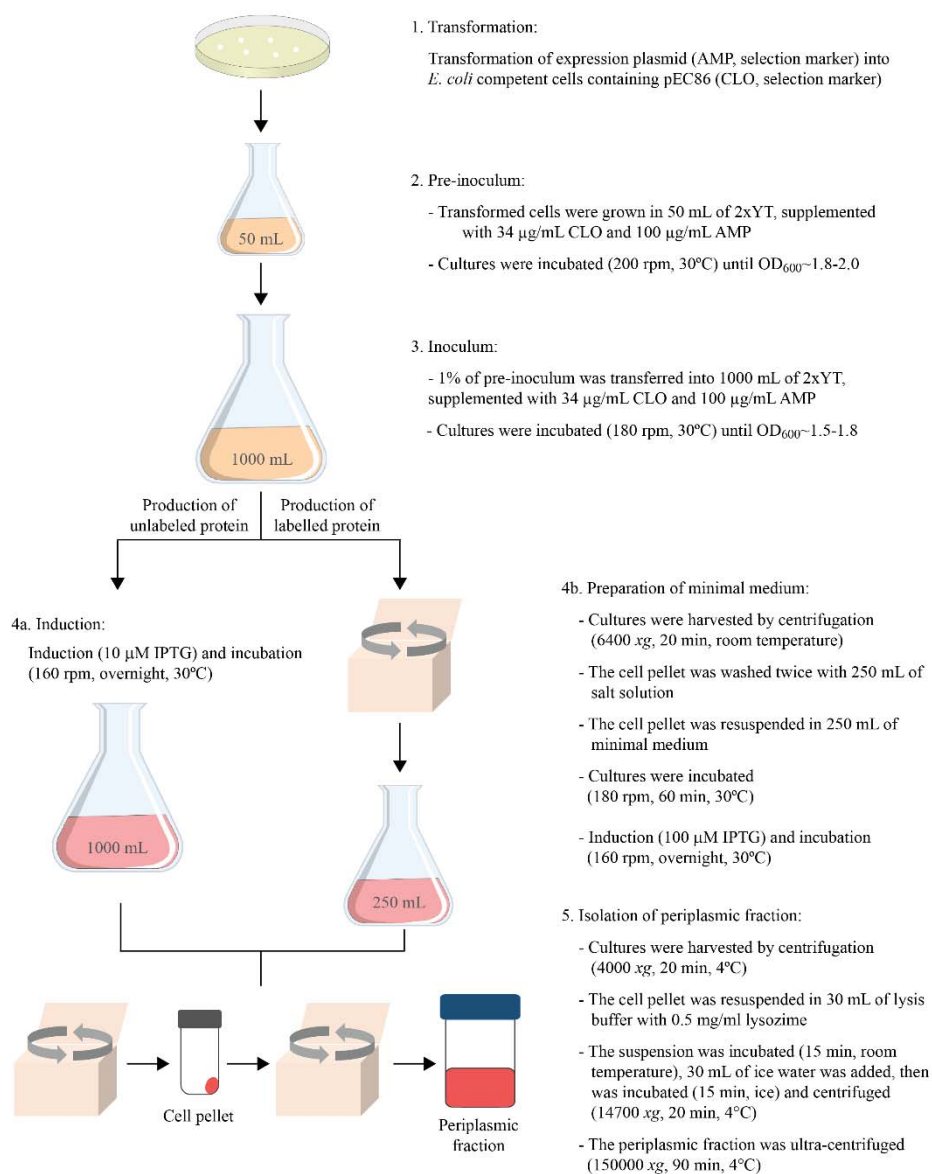 1. Transformation:
Transformation of expression plasmid (AMP, selection marker) into
E. coli competent cells containing pEC86 (CLO, selection marker)
2. Pre-inoculum:
- Transformed cells were grown in 50 mL of 2xYT, supplemented
with 34 µg/mL CLO and 100 µg/mL AMP
- Cultures were incubated (200 rpm, 30ºC) until OD600~1.8-2.0
50 mL
3. Inoculum:
- 1% of pre-inoculum was transferred into 1000 mL of 2xYT,
supplemented with 34 µg/mL CLO and 100 µg/mL AMP
- Cultures were incubated (180 rpm, 30ºC) until OD600~1.5-1.8
1000 mL
Production of
unlabeled protein
Production of
labelled protein
4a. Induction:
Induction (10 µM IPTG) and incubation
(160 rpm, overnight, 30ºC)
1000 mL
4b. Preparation of minimal medium:
- Cultures were harvested by centrifugation
(6400 xg, 20 min, room temperature)
- The cell pellet was washed twice with 250 mL of
salt solution
- The cell pellet was resuspended in 250 mL of
minimal medium
- Cultures were incubated
(180 rpm, 60 min, 30ºC)
- Induction (100 µM IPTG) and incubation
(160 rpm, overnight, 30ºC)
250 mL
5. Isolation of periplasmic fraction:
- Cultures were harvested by centrifugation
(4000 xg, 20 min, 4ºC)
- The cell pellet was resuspended in 30 mL of lysis
buffer with 0.5 mg/ml lysozime
- The suspension was incubated (15 min, room
temperature), 30 mL of ice water was added, then
was incubated (15 min, ice) and centrifuged
(14700 xg, 20 min, 4°C)
- The periplasmic fraction was ultra-centrifuged
(150000 xg, 90 min, 4°C)
Cell pellet
Periplasmic
fraction